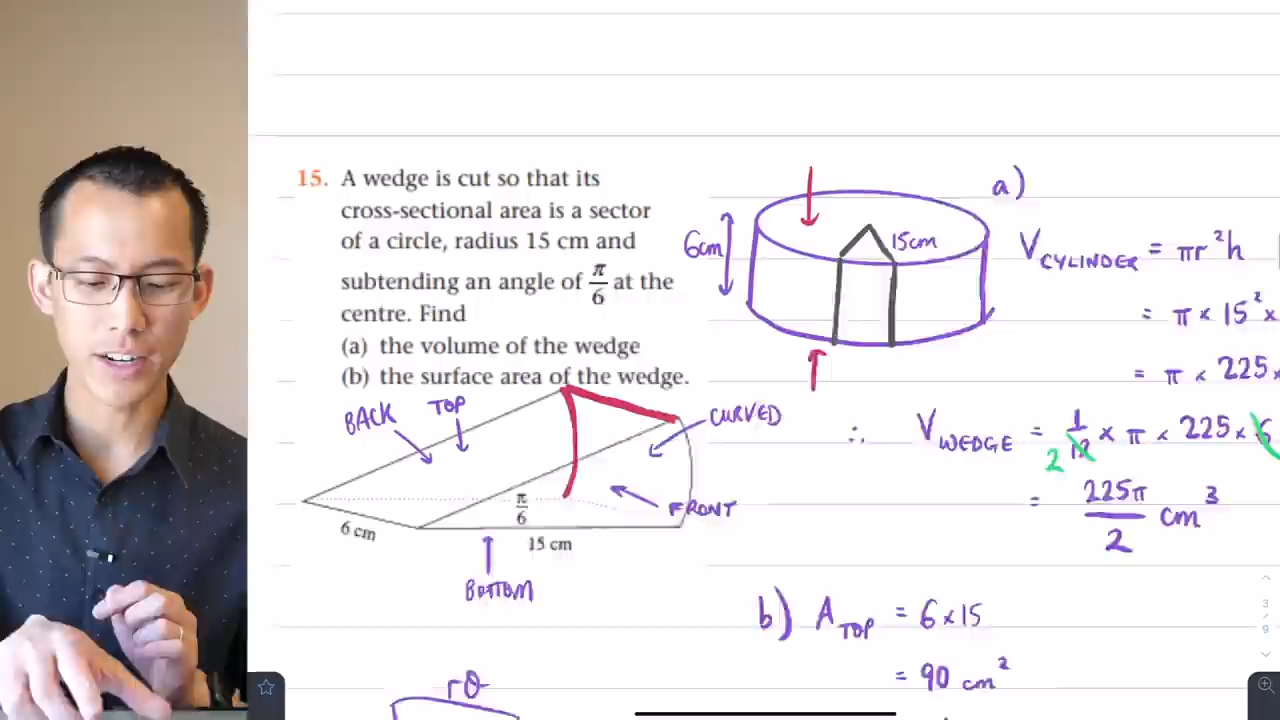 15. A wedge is cut so that its
cross-sectional area is a sector
of a circle, radius 15 cm and
subtending an angle of π/6 at the
centre. Find
(a) the volume of the wedge
(b) the surface area of the wedge.
BACK
TOP
CURVED
FRONT
BOTTOM
π/6
6 cm
15 cm
6cm
15cm
a)
V CYLINDER = πr²h
= π × 15² ×
= π × 225 ×
∴ V WEDGE = 1/12 × π × 225 × 6
2
= 225π/2 cm³
b) A TOP = 6 × 15
= 90 cm²
rθ
3
/
9